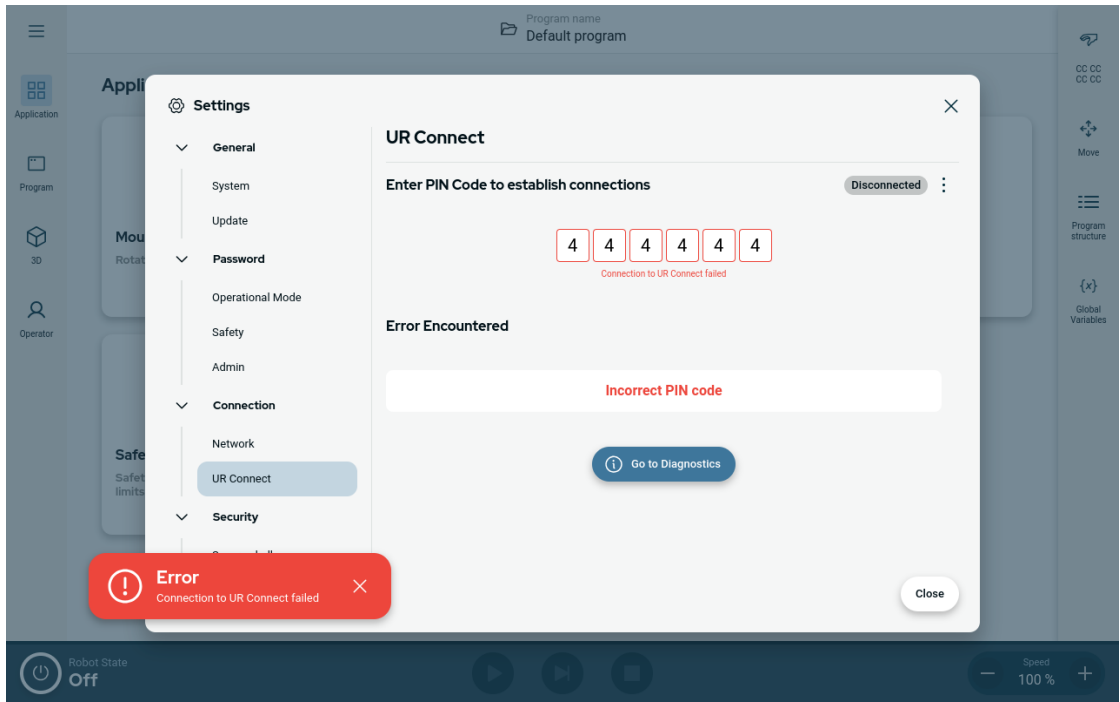 Program name
Default program
Application
Program
3D
Operator
Appli
Mou
Rotat
Safe
Safet
limits
Settings
General
System
Update
Password
Operational Mode
Safety
Admin
Connection
Network
UR Connect
Security
UR Connect
Enter PIN Code to establish connections
Disconnected
4 4 4 4 4 4
Connection to UR Connect failed
Error Encountered
Incorrect PIN code
Go to Diagnostics
Close
Error
Connection to UR Connect failed
CC CC
CC CC
Move
Program
structure
{x}
Global
Variables
Robot State
Off
Speed
100 %